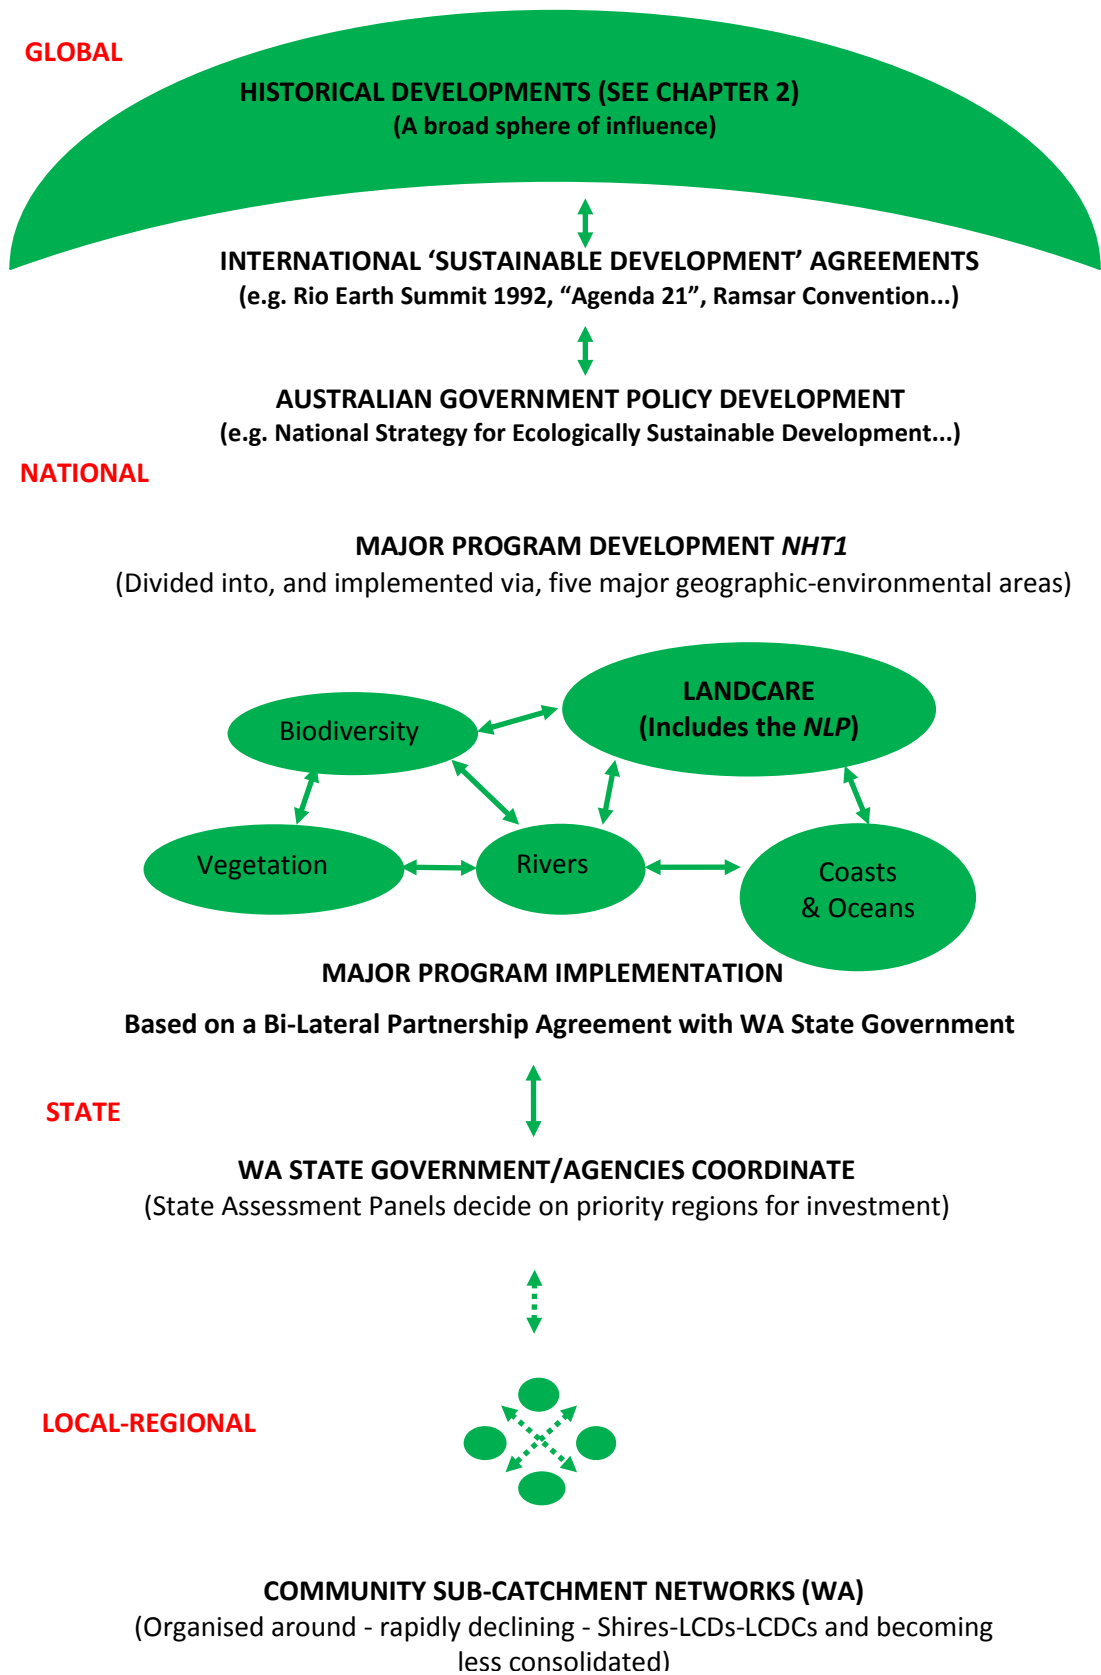 GLOBAL
HISTORICAL DEVELOPMENTS (SEE CHAPTER 2)
(A broad sphere of influence)
INTERNATIONAL ‘SUSTAINABLE DEVELOPMENT’ AGREEMENTS
(e.g. Rio Earth Summit 1992, “Agenda 21”, Ramsar Convention...)
AUSTRALIAN GOVERNMENT POLICY DEVELOPMENT
(e.g. National Strategy for Ecologically Sustainable Development...)
NATIONAL
MAJOR PROGRAM DEVELOPMENT NHT1
(Divided into, and implemented via, five major geographic-environmental areas)
LANDCARE
(Includes the NLP)
Biodiversity
Vegetation
Rivers
Coasts
& Oceans
MAJOR PROGRAM IMPLEMENTATION
Based on a Bi-Lateral Partnership Agreement with WA State Government
STATE
WA STATE GOVERNMENT/AGENCIES COORDINATE
(State Assessment Panels decide on priority regions for investment)
LOCAL-REGIONAL
COMMUNITY SUB-CATCHMENT NETWORKS (WA)
(Organised around - rapidly declining - Shires-LCDs-LCDCs and becoming
less consolidated)